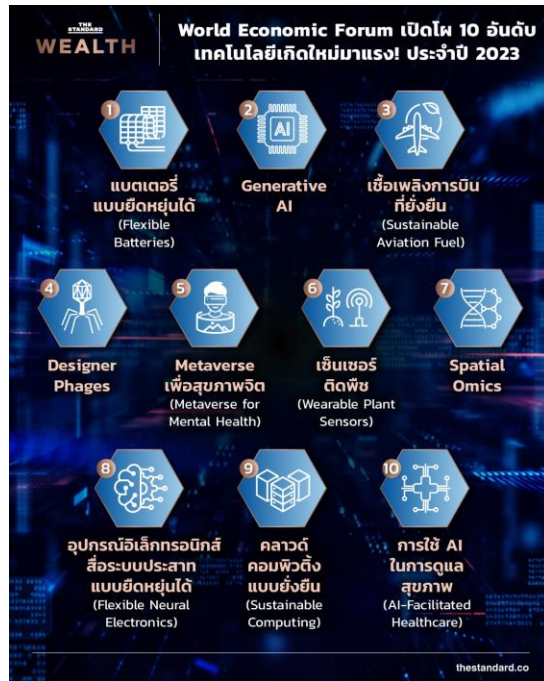 THE
STANDARD
WEALTH
World Economic Forum เปิดโผ 10 อันดับ
เทคโนโลยีเกิดใหม่มาแรง! ประจำปี 2023
1
แบตเตอรี่
แบบยืดหยุ่นได้
(Flexible
Batteries)
2
AI
Generative
AI
3
เชื้อเพลิงการบิน
ที่ยั่งยืน
(Sustainable
Aviation Fuel)
4
Designer
Phages
5
Metaverse
เพื่อสุขภาพจิต
(Metaverse for
Mental Health)
6
เซ็นเซอร์
ติดพืช
(Wearable Plant
Sensors)
7
Spatial
Omics
8
อุปกรณ์อิเล็กทรอนิกส์
สื่อระบบประสาท
แบบยืดหยุ่นได้
(Flexible Neural
Electronics)
9
คลาวด์
คอมพิวติ้ง
แบบยั่งยืน
(Sustainable
Computing)
10
การใช้ AI
ในการดูแล
สุขภาพ
(AI-Facilitated
Healthcare)
thestandard.co